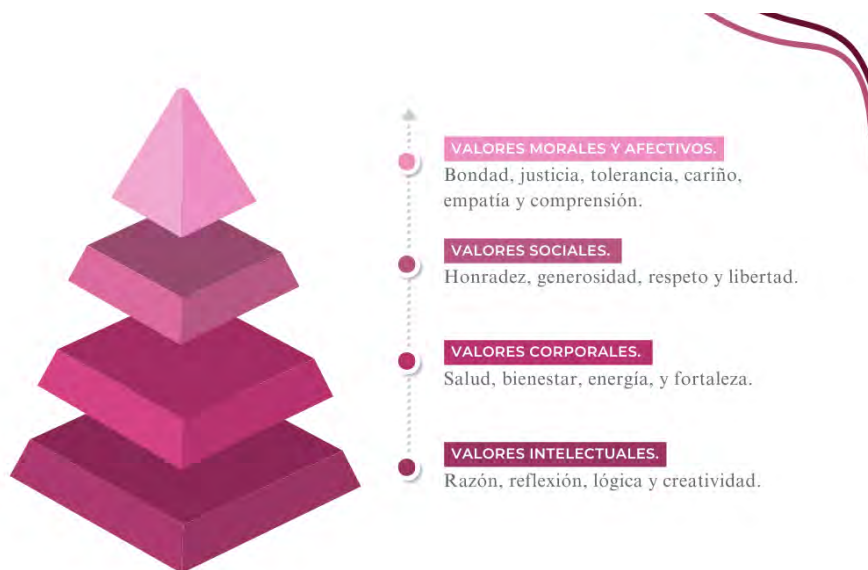 VALORES MORALES Y AFECTIVOS.
Bondad, justicia, tolerancia, cariño,
empatía y comprensión.
VALORES SOCIALES.
Honradez, generosidad, respeto y libertad.
VALORES CORPORALES.
Salud, bienestar, energía, y fortaleza.
VALORES INTELECTUALES.
Razón, reflexión, lógica y creatividad.